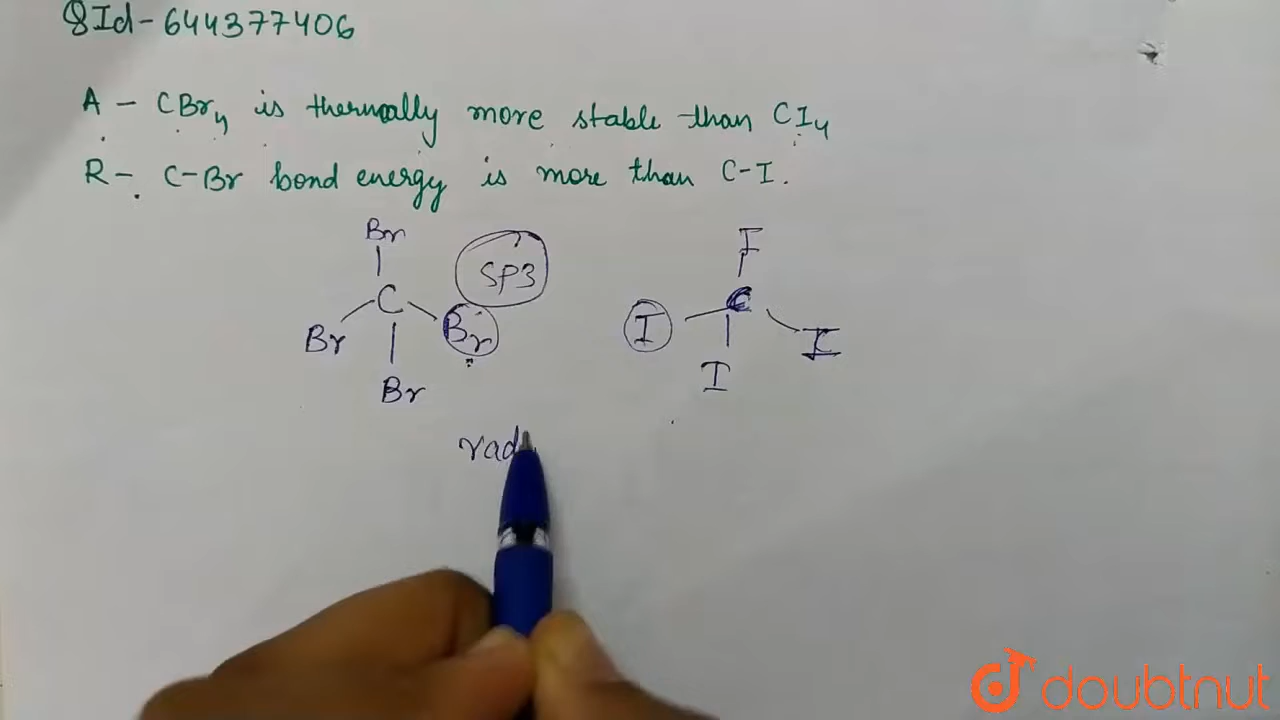 QId-644377406
A - CBr4 is thermally more stable than CI4
R - C-Br bond energy is more than C-I.
Br
SP3
C
Br
Br
Br
I
C
I
I
I
rad
doubtnut